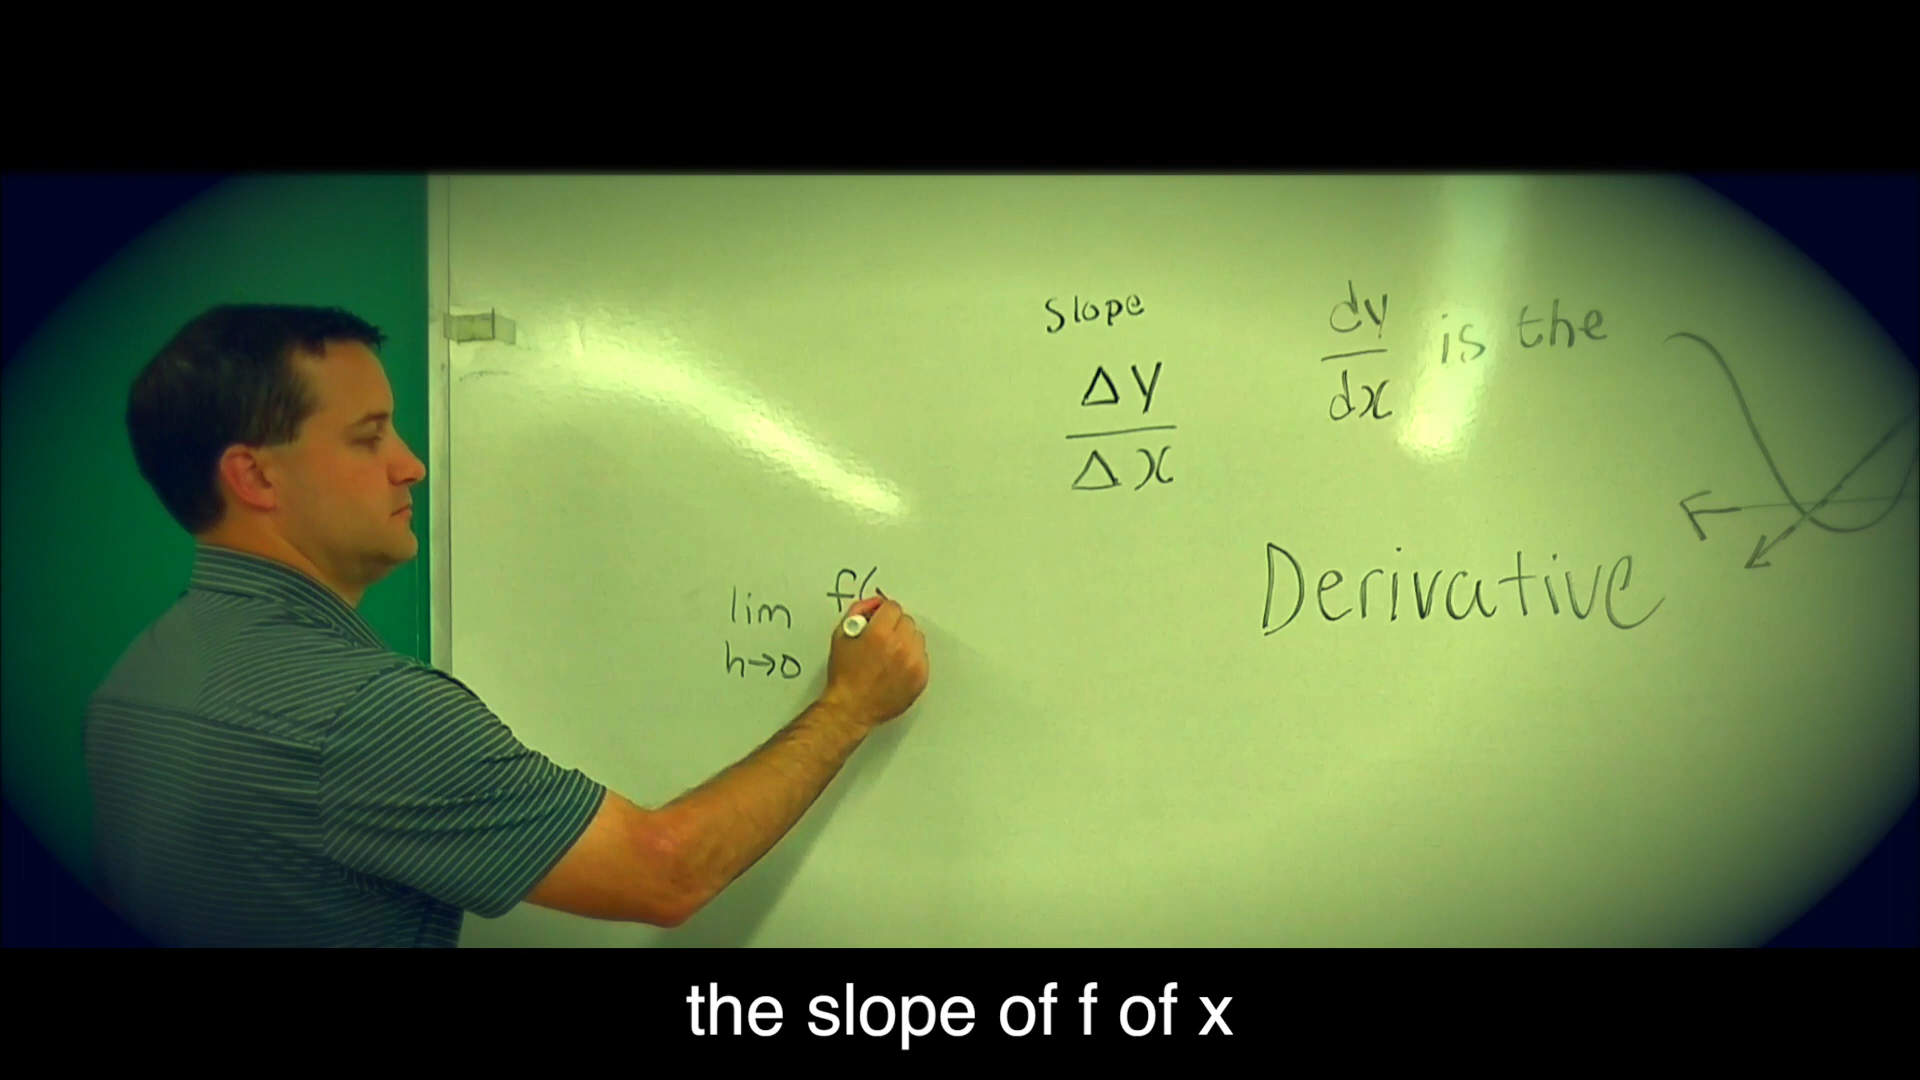 Slope
Δy
Δx
dy
dx
is the
Derivative
lim
h→0
f(
the slope of f of x